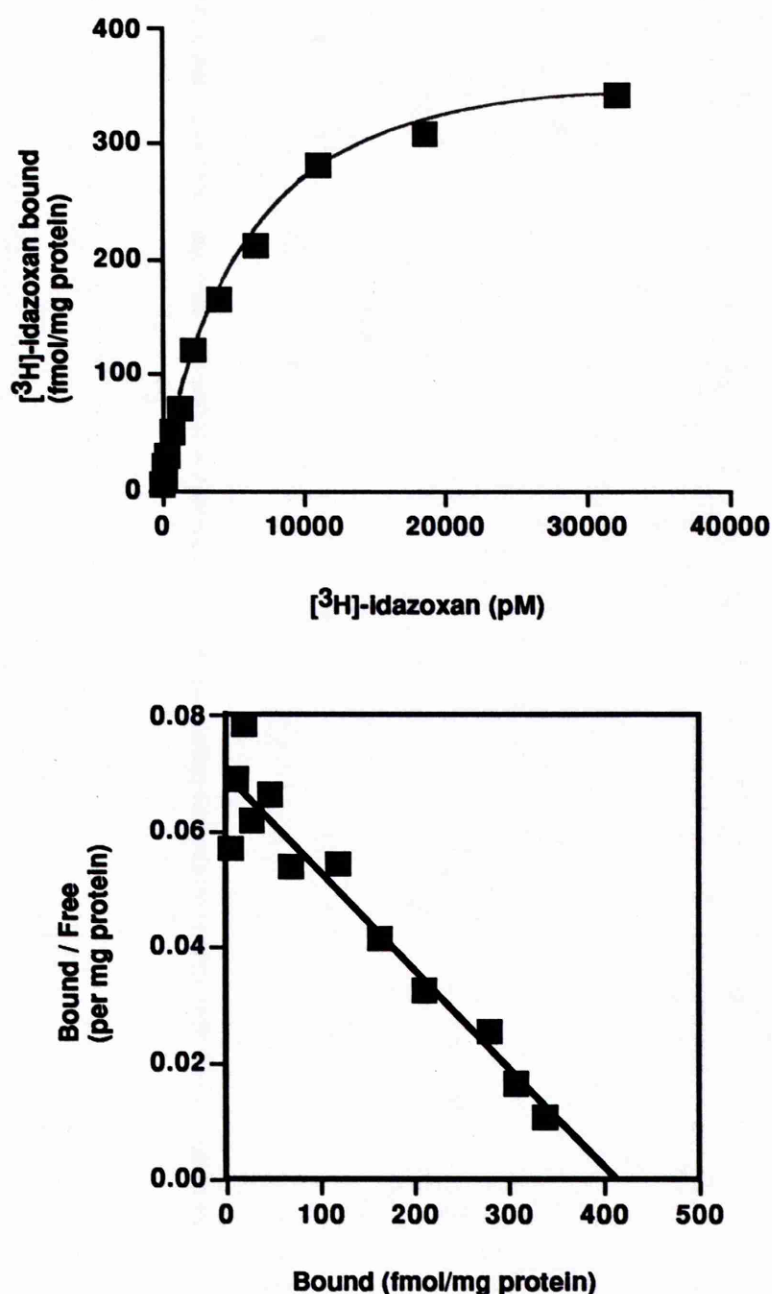 400
300
200
100
0
[3H]-idazoxan bound
(fmol/mg protein)
0 10000 20000 30000 40000
[3H]-idazoxan (pM)
0.08
0.06
0.04
0.02
0.00
Bound / Free
(per mg protein)
0 100 200 300 400 500
Bound (fmol/mg protein)